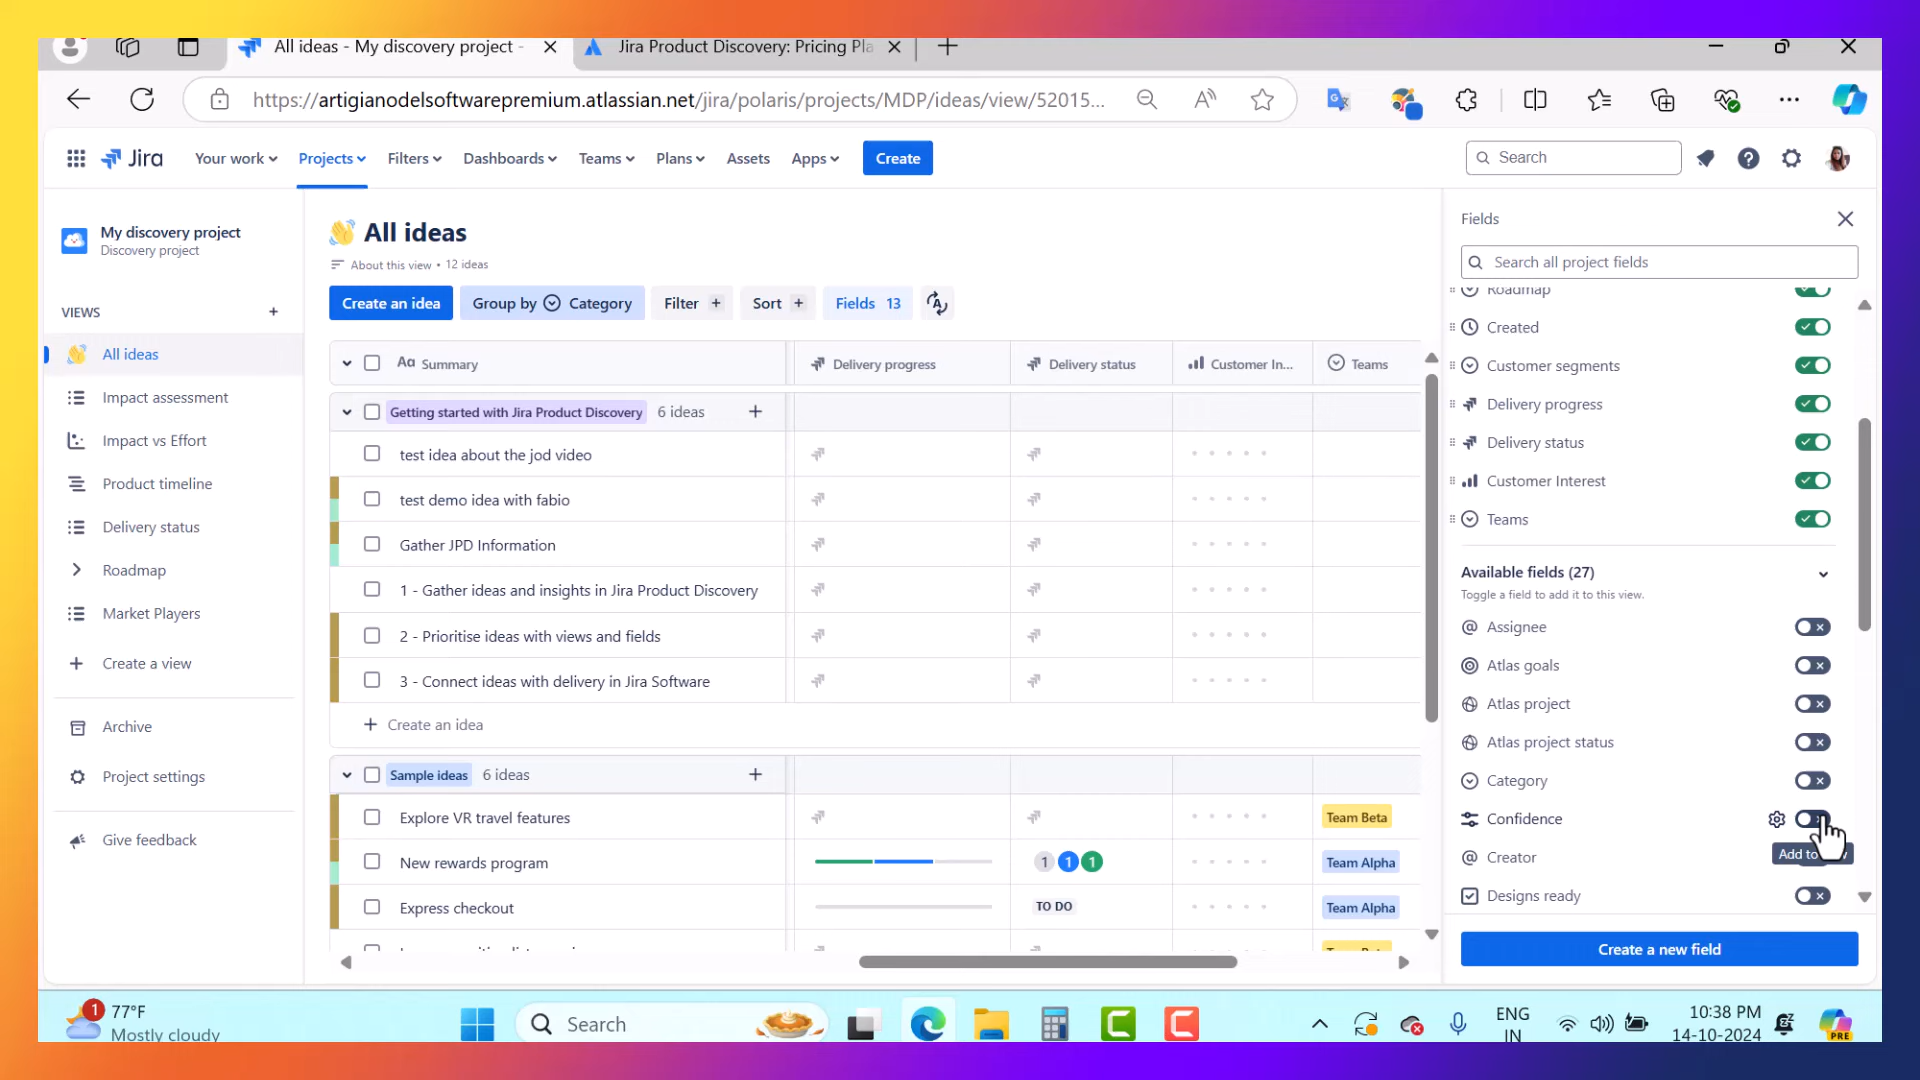 All ideas - My discovery project -
Jira Product Discovery: Pricing Pla
https://artigianodelsoftwarepremium.atlassian.net/jira/polaris/projects/MDP/ideas/view/52015...
Jira
Your work
Projects
Filters
Dashboards
Teams
Plans
Assets
Apps
Create
Search
My discovery project
Discovery project
VIEWS
All ideas
Impact assessment
Impact vs Effort
Product timeline
Delivery status
Roadmap
Market Players
Create a view
Archive
Project settings
Give feedback
All ideas
About this view • 12 ideas
Create an idea
Group by Category
Filter
Sort
Fields 13
Aa Summary
Delivery progress
Delivery status
Customer In...
Teams
Getting started with Jira Product Discovery 6 ideas
test idea about the jod video
test demo idea with fabio
Gather JPD Information
1 - Gather ideas and insights in Jira Product Discovery
2 - Prioritise ideas with views and fields
3 - Connect ideas with delivery in Jira Software
Create an idea
Sample ideas 6 ideas
Explore VR travel features
Team Beta
New rewards program
1 1 1
Team Alpha
Express checkout
TO DO
Team Alpha
Fields
Search all project fields
Roadmap
Created
Customer segments
Delivery progress
Delivery status
Customer Interest
Teams
Available fields (27)
Toggle a field to add it to this view.
Assignee
Atlas goals
Atlas project
Atlas project status
Category
Confidence
Add to
Creator
Designs ready
Create a new field
1
77°F
Mostly cloudy
Search
ENG
IN
10:38 PM
14-10-2024
PRE